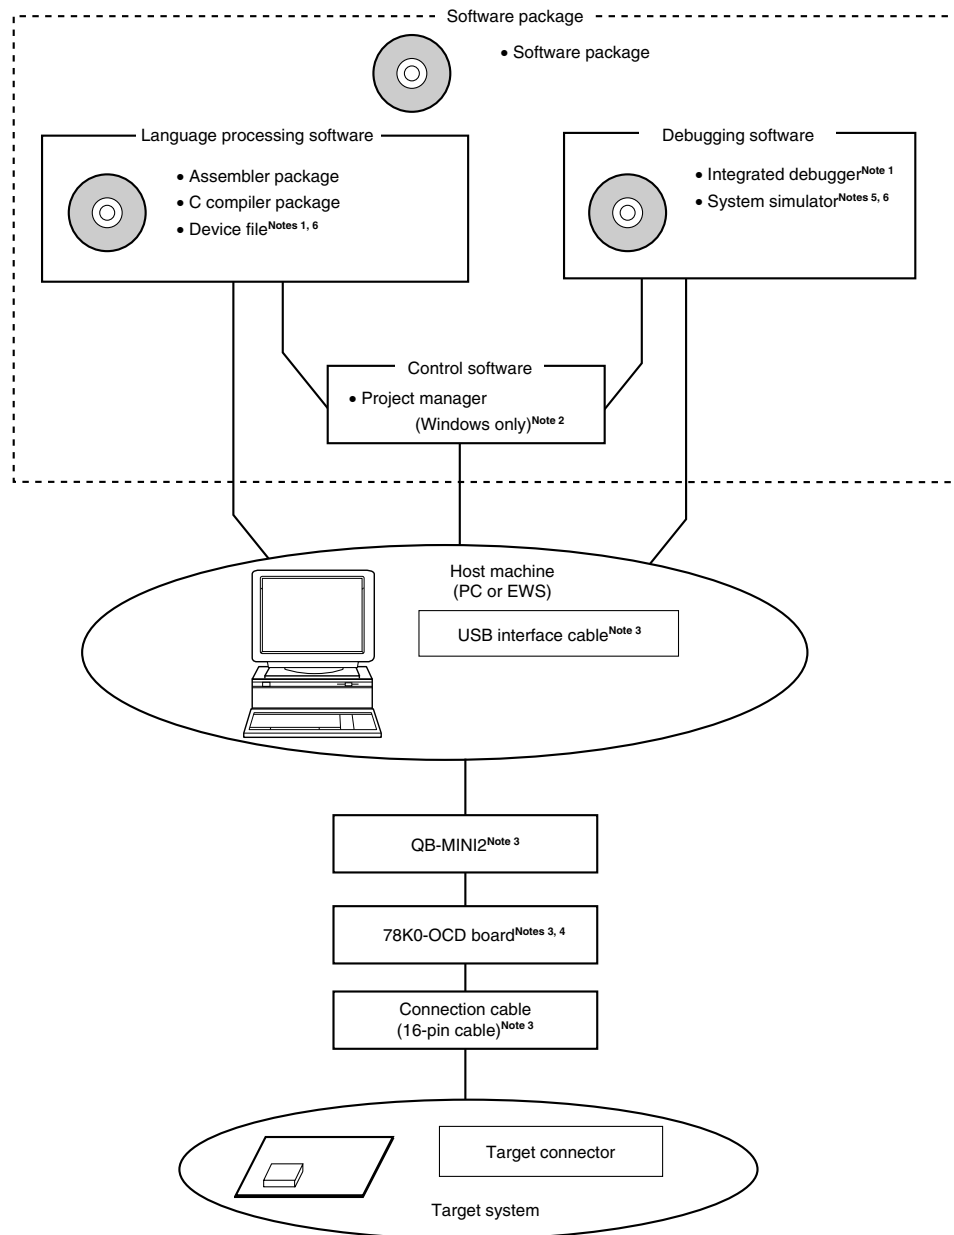 Software package
• Software package
Language processing software
• Assembler package
• C compiler package
• Device fileNotes 1, 6
Debugging software
• Integrated debuggerNote 1
• System simulatorNotes 5, 6
Control software
• Project manager
(Windows only)Note 2
Host machine
(PC or EWS)
USB interface cableNote 3
QB-MINI2Note 3
78K0-OCD boardNotes 3, 4
Connection cable
(16-pin cable)Note 3
Target connector
Target system